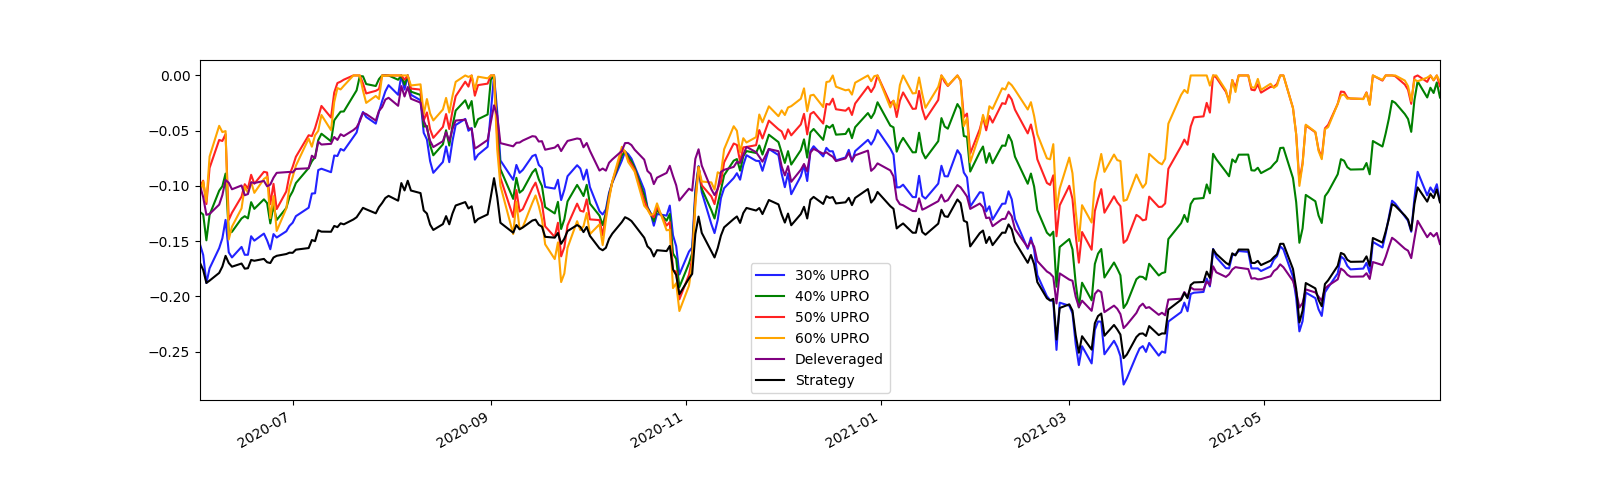 0.00
−0.05
−0.10
−0.15
−0.20
−0.25
30% UPRO
40% UPRO
50% UPRO
60% UPRO
Deleveraged
Strategy
2020-07
2020-09
2020-11
2021-01
2021-03
2021-05